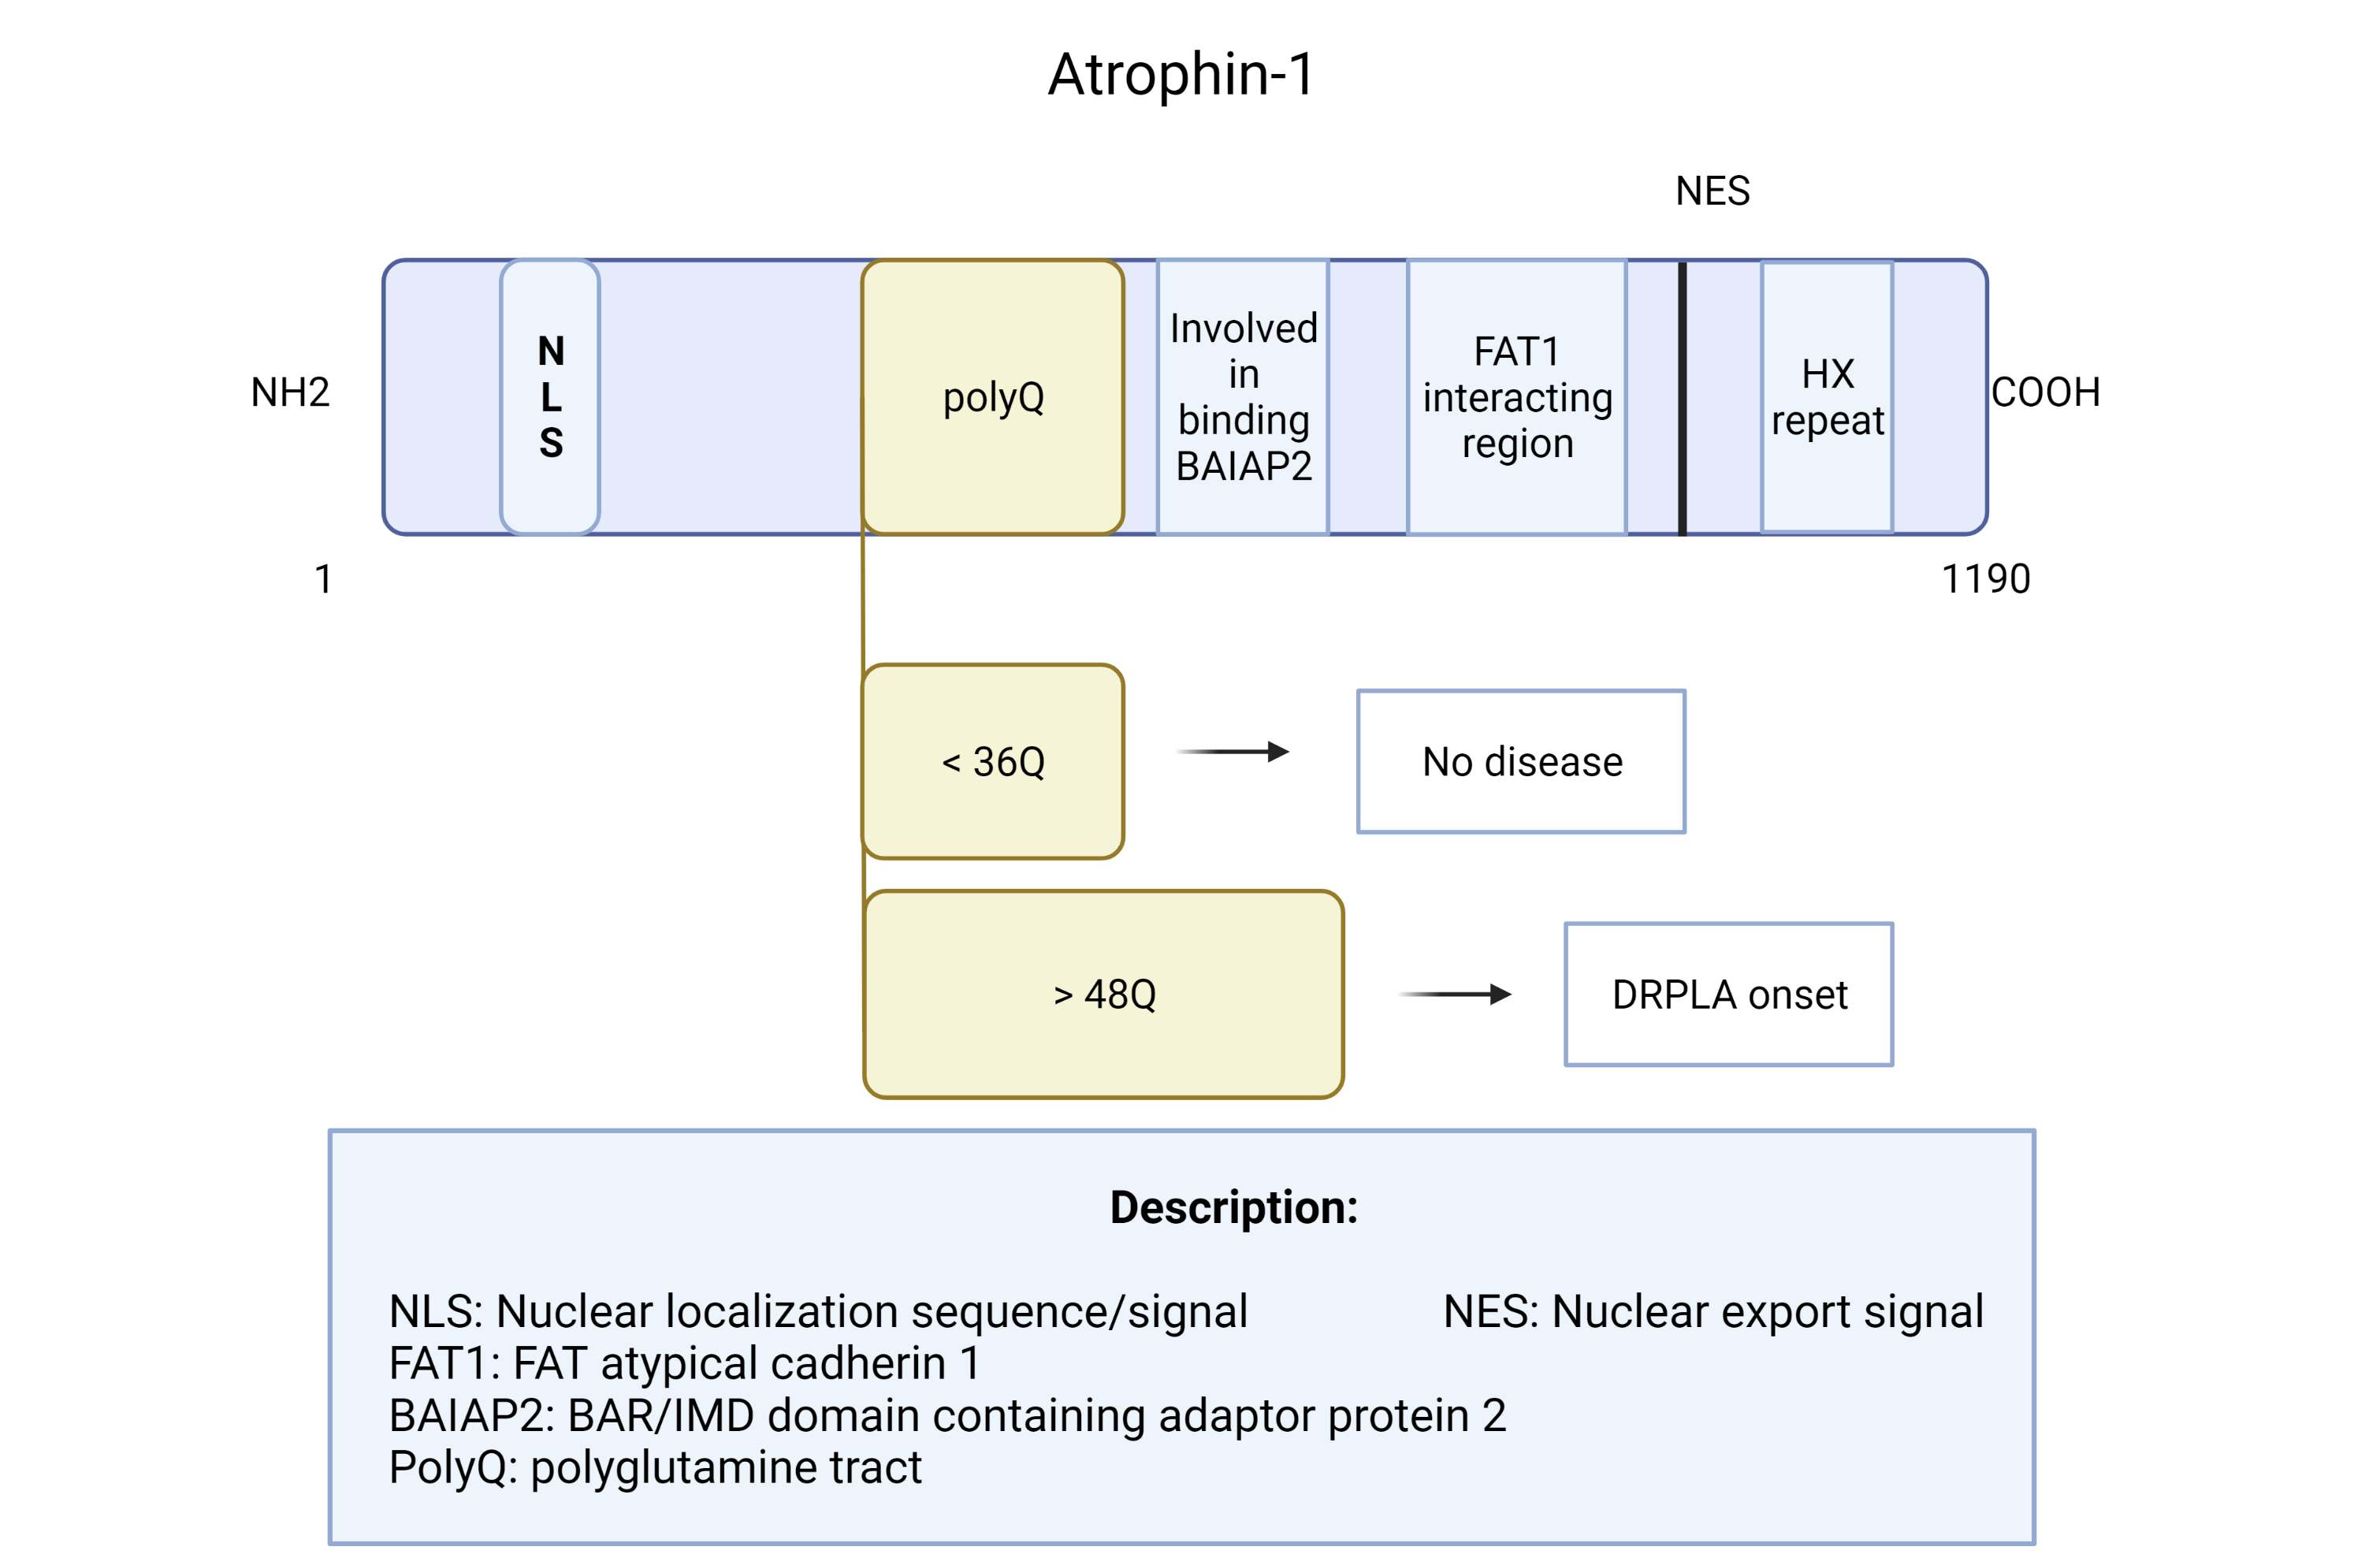 Atrophin-1
NES
NH2
N
L
S
polyQ
Involved
in
binding
BAIAP2
FAT1
interacting
region
HX
repeat
COOH
1
1190
< 36Q
No disease
> 48Q
DRPLA onset
Description:
NLS: Nuclear localization sequence/signal
NES: Nuclear export signal
FAT1: FAT atypical cadherin 1
BAIAP2: BAR/IMD domain containing adaptor protein 2
PolyQ: polyglutamine tract